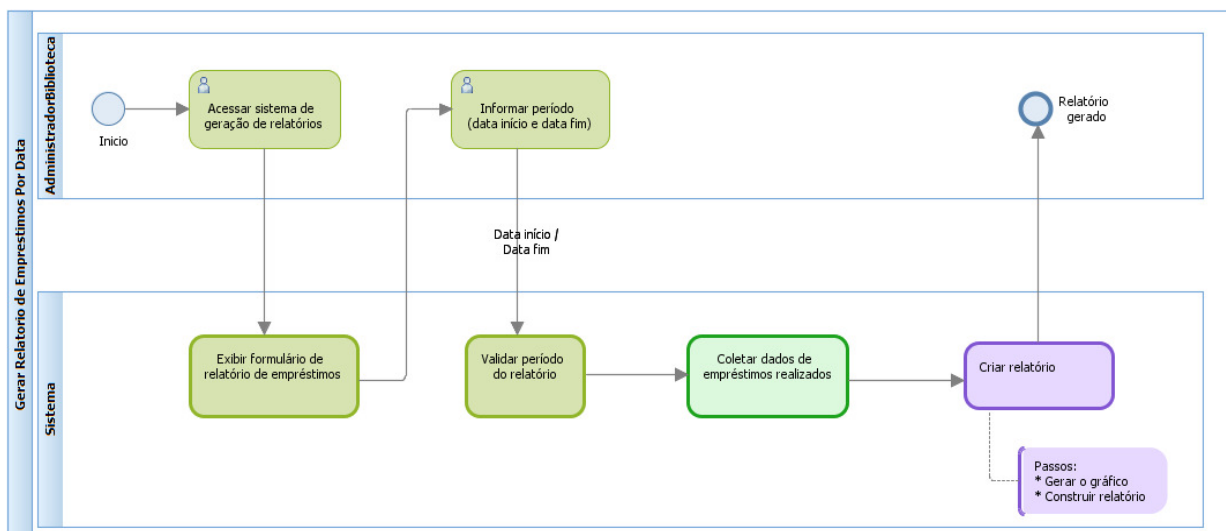 Gerar Relatorio de Emprestimos Por Data
AdministradorBiblioteca
Inicio
Acessar sistema de
geração de relatórios
Informar período
(data início e data fim)
Relatório
gerado
Data início /
Data fim
Sistema
Exibir formulário de
relatório de empréstimos
Validar período
do relatório
Coletar dados de
empréstimos realizados
Criar relatório
Passos:
* Gerar o gráfico
* Construir relatório